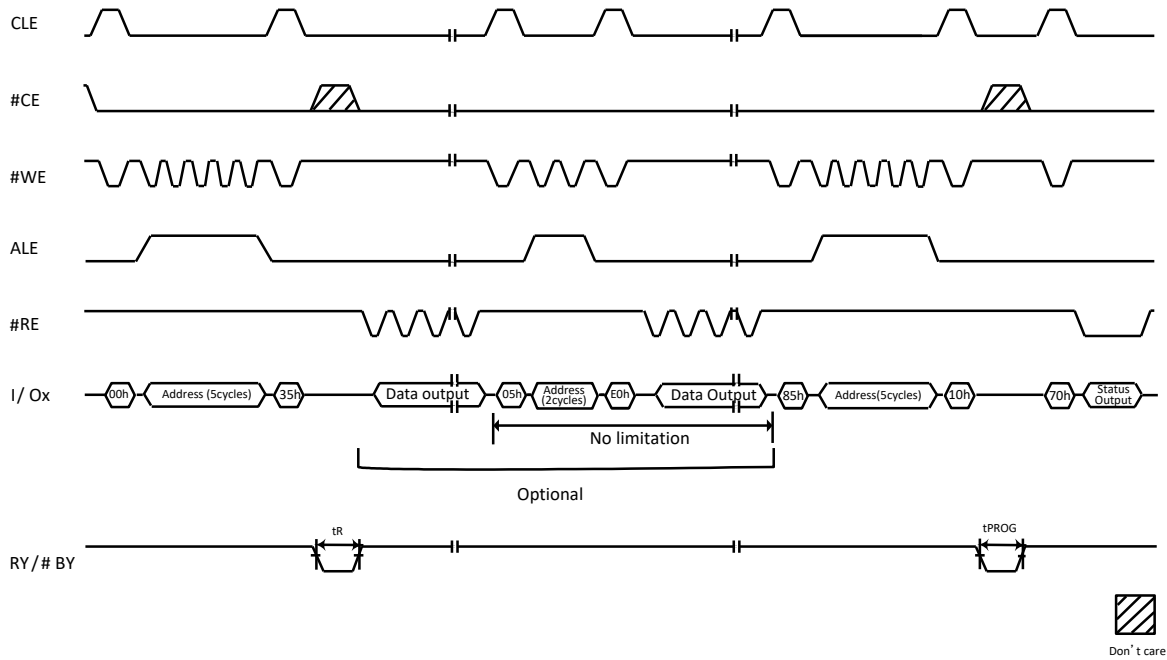 CLE
#CE
#WE
ALE
#RE
I/Ox
00h
Address (5cycles)
35h
Data output
05h
Address
(2cycles)
E0h
Data Output
85h
Address(5cycles)
10h
70h
Status
Output
No limitation
Optional
tR
tPROG
RY/# BY
Don't care